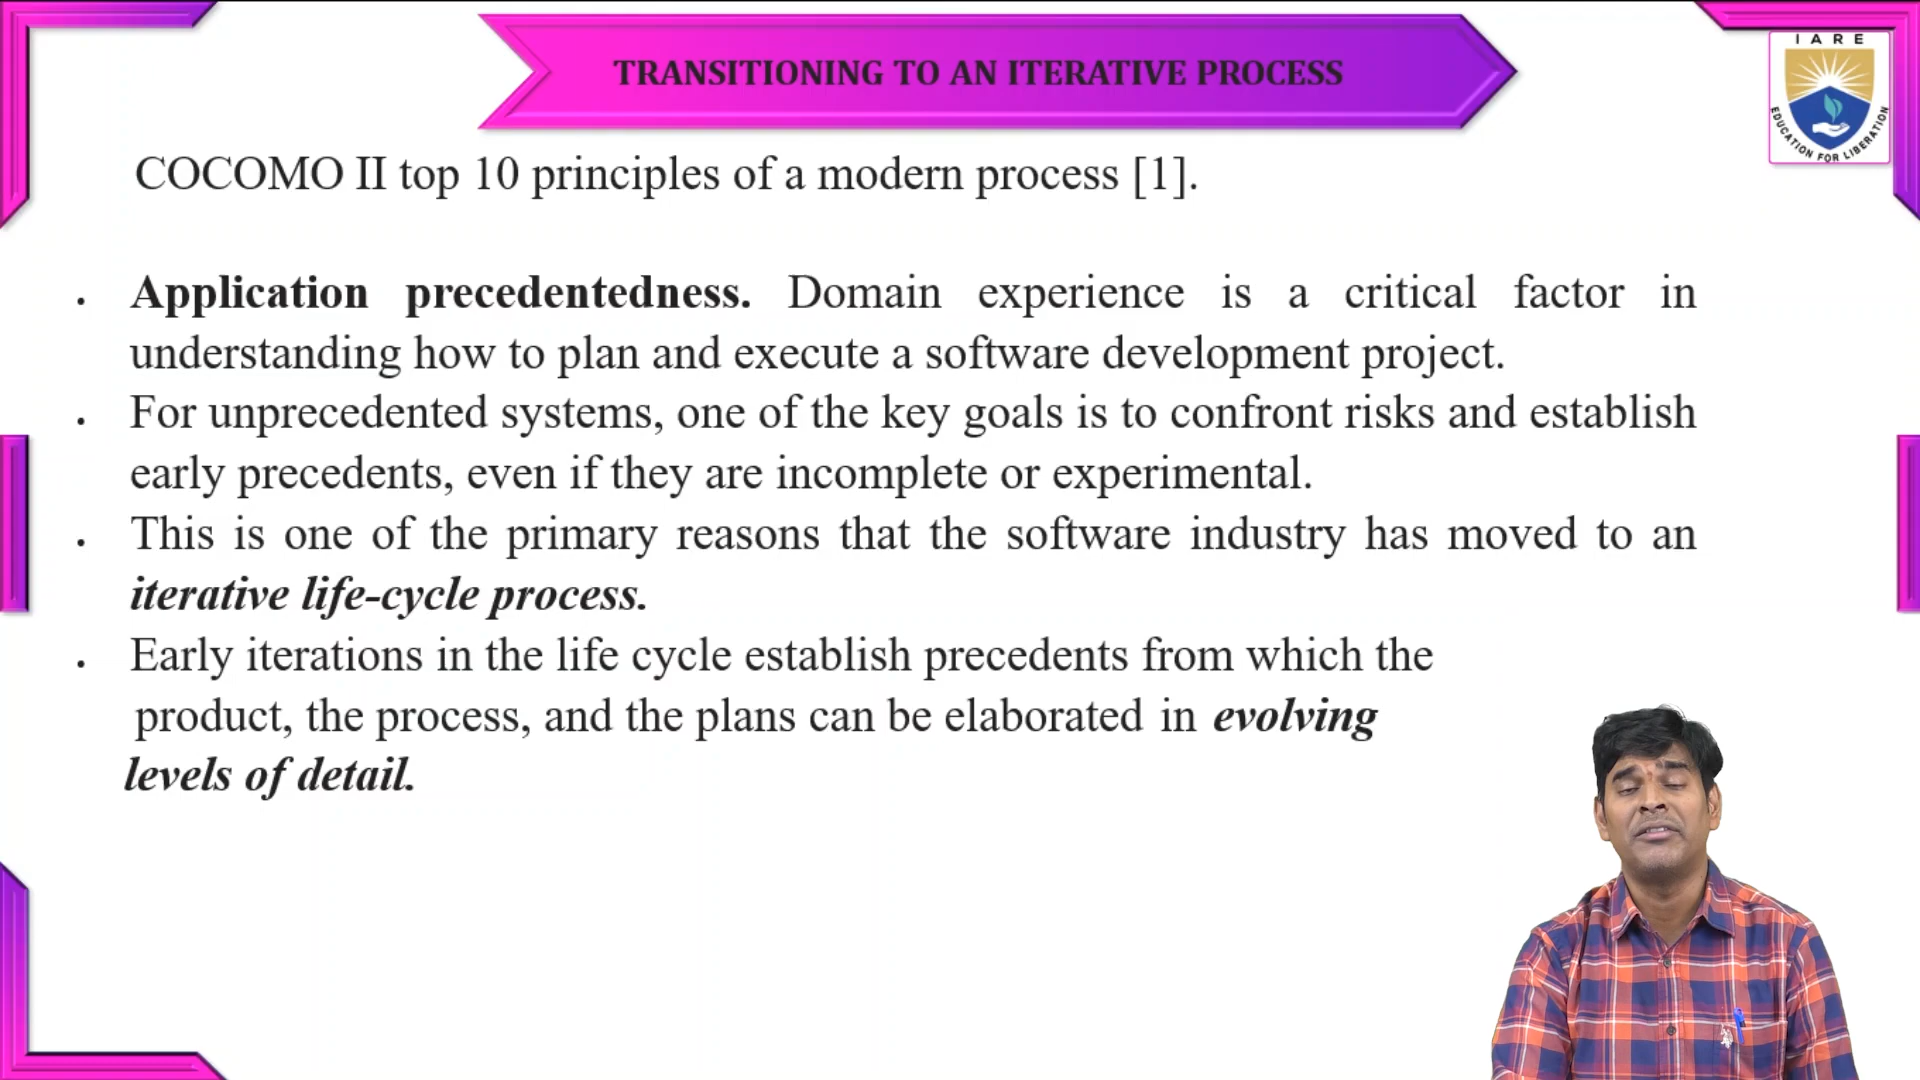 TRANSITIONING TO AN ITERATIVE PROCESS
IARE
EDUCATION FOR LIBERATION
COCOMO II top 10 principles of a modern process [1].
• Application precedentedness. Domain experience is a critical factor in
understanding how to plan and execute a software development project.
• For unprecedented systems, one of the key goals is to confront risks and establish
early precedents, even if they are incomplete or experimental.
• This is one of the primary reasons that the software industry has moved to an
iterative life-cycle process.
• Early iterations in the life cycle establish precedents from which the
product, the process, and the plans can be elaborated in evolving
levels of detail.